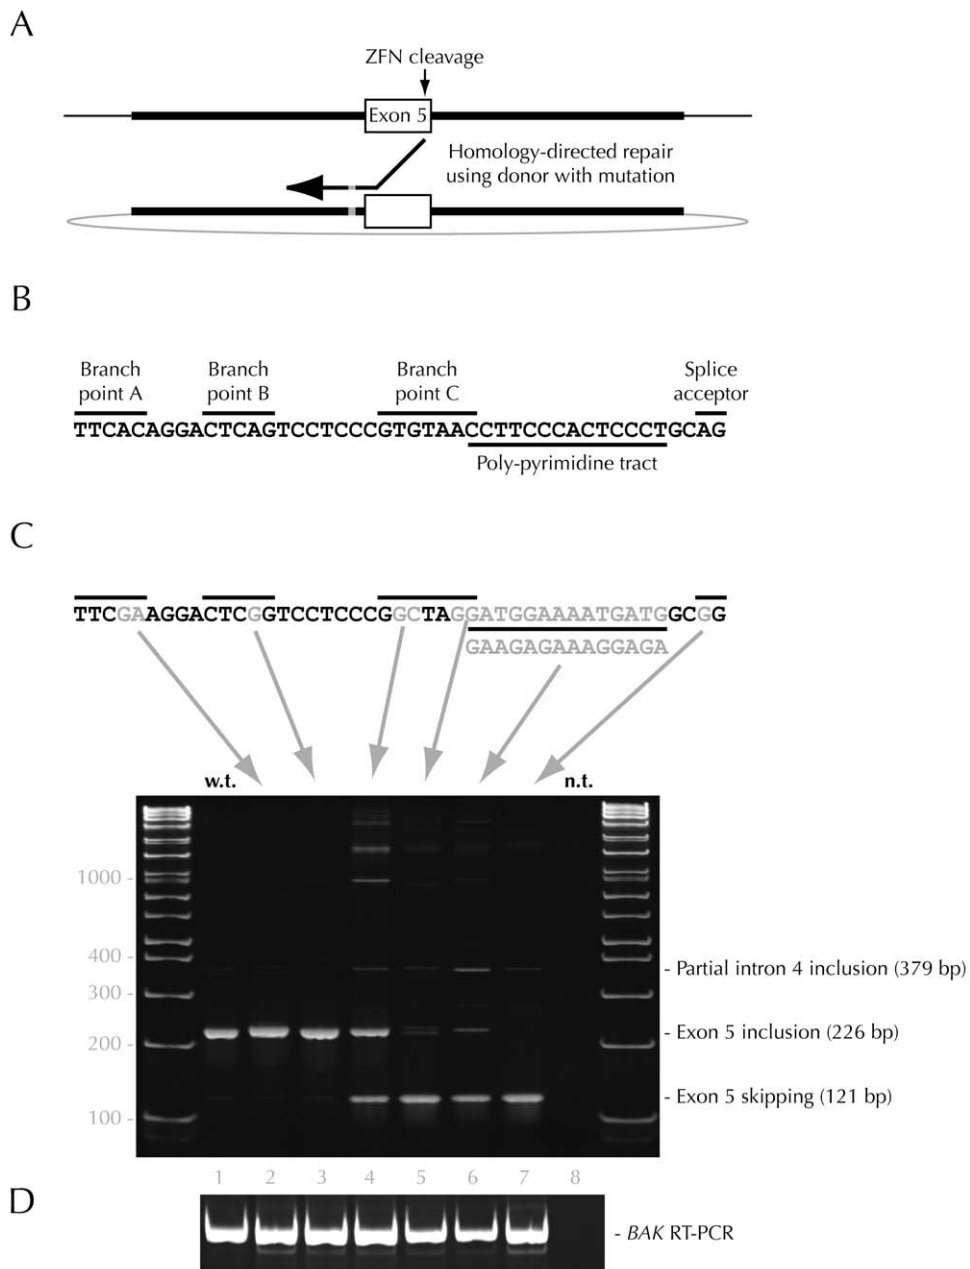 A
ZFN cleavage
Exon 5
Homology-directed repair
using donor with mutation
B
Branch
point A
Branch
point B
Branch
point C
Splice
acceptor
TTCACAGGACTCAGTCCTCCCGTGTAACCTTCCCACTCCCTGCAG
Poly-pyrimidine tract
C
TTCGAAGGACTCGGTCCTCCCGGCTAGGATGGAAAATGATGGCGG
GAAGAGAAAGGAGA
w.t.
n.t.
1000 -
400 -
300 -
200 -
100 -
- Partial intron 4 inclusion (379 bp)
- Exon 5 inclusion (226 bp)
- Exon 5 skipping (121 bp)
1 2 3 4 5 6 7 8
D
- BAK RT-PCR